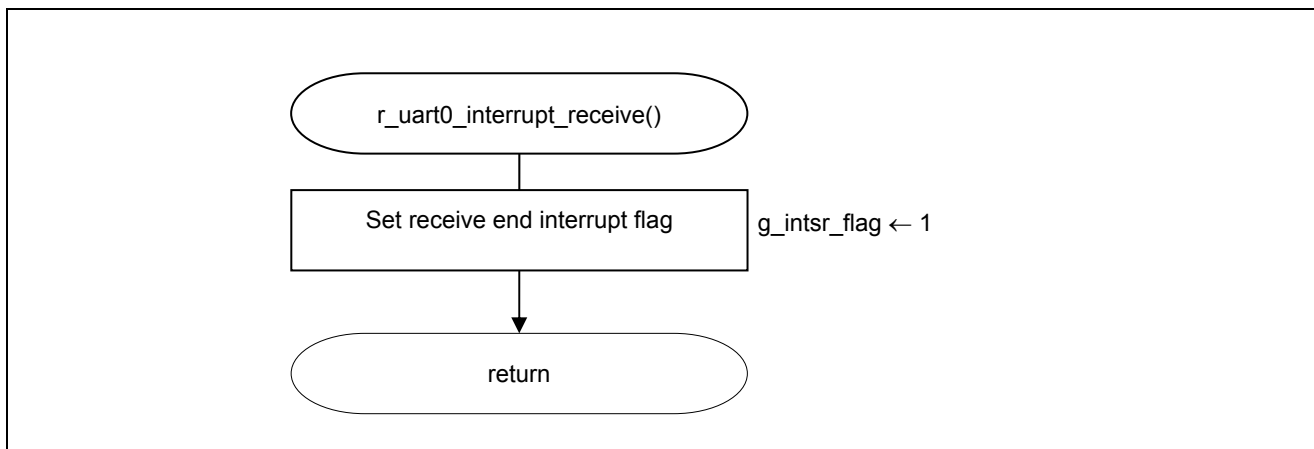 r_uart0_interrupt_receive()
Set receive end interrupt flag
g_intsr_flag ← 1
return